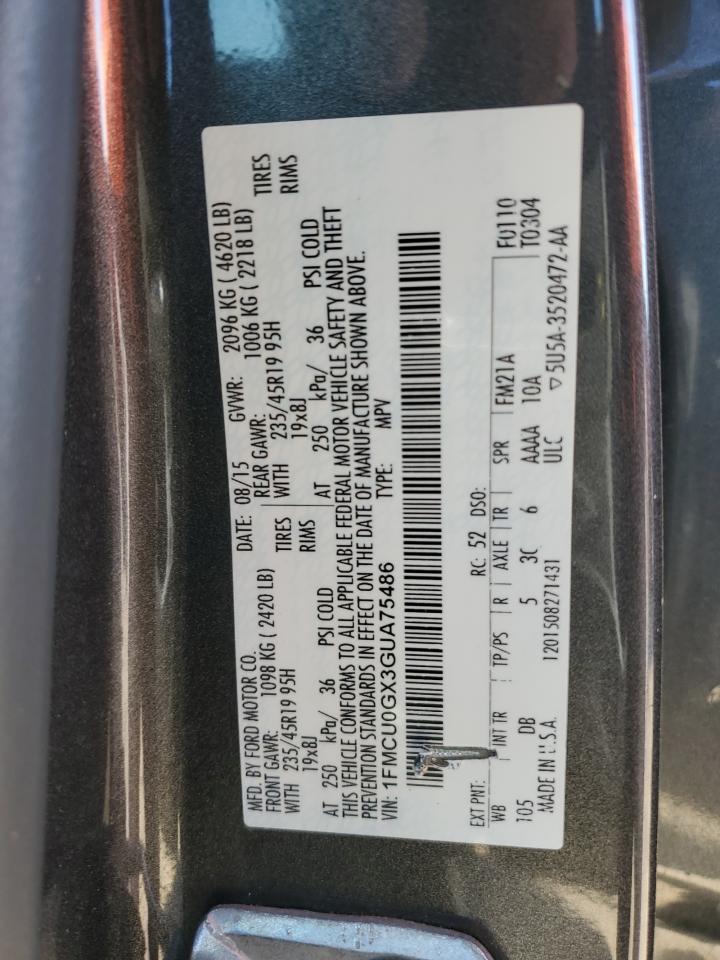 MFD. BY FORD MOTOR CO.
DATE: 08/15 GVWR: 2096 KG ( 4620 LB)
FRONT GAWR: 1098 KG ( 2420 LB) REAR GAWR: 1006 KG ( 2218 LB)
WITH 235/45R19 95H TIRES WITH 235/45R19 95H TIRES
19x8J RIMS 19x8J RIMS
AT 250 kPa/ 36 PSI COLD AT 250 kPa/ 36 PSI COLD
THIS VEHICLE CONFORMS TO ALL APPLICABLE FEDERAL MOTOR VEHICLE SAFETY AND THEFT
PREVENTION STANDARDS IN EFFECT ON THE DATE OF MANUFACTURE SHOWN ABOVE.
VIN: 1FMCU0GX3GUA75486 TYPE: MPV
EXT PNT: RC: 52 DSO:
WB INT TR TP/PS R AXLE TR SPR FM21A FU110
105 DB 5 3C 6 AAAA 10A T0304
MADE IN U.S.A. 1201508271431 ULC ▽5U5A-3520472-AA